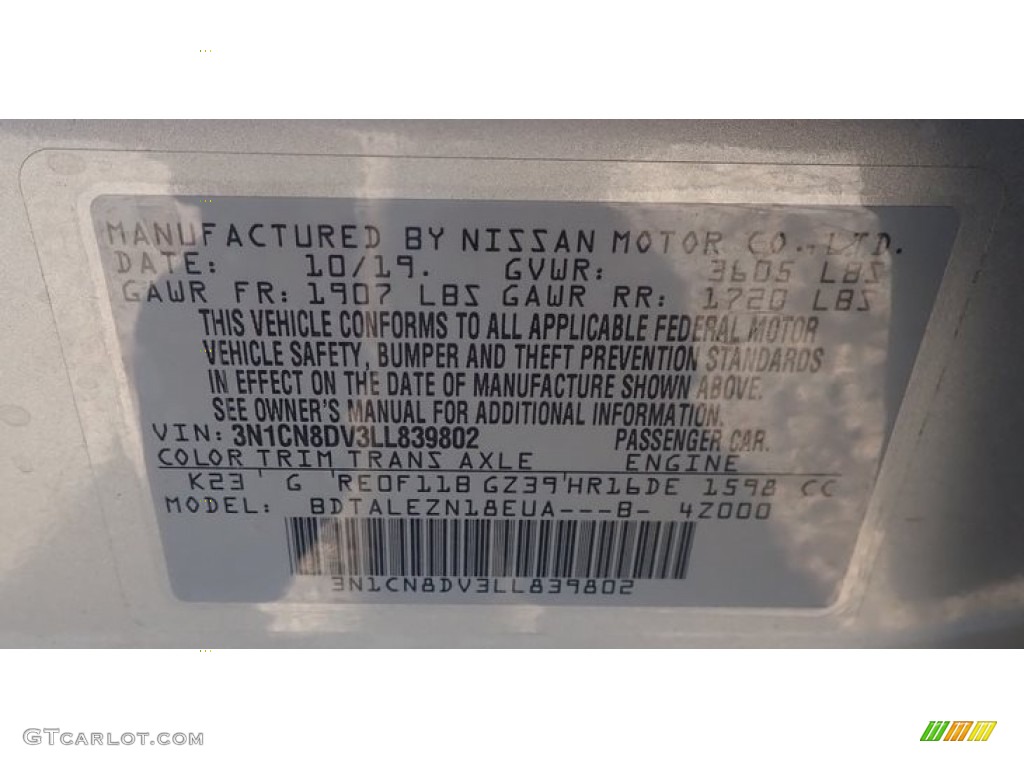 MANUFACTURED BY NISSAN MOTOR CO.,LTD.
DATE: 10/19. GVWR: 3605 LBS
GAWR FR: 1907 LBS GAWR RR: 1720 LBS
THIS VEHICLE CONFORMS TO ALL APPLICABLE FEDERAL MOTOR
VEHICLE SAFETY, BUMPER AND THEFT PREVENTION STANDARDS
IN EFFECT ON THE DATE OF MANUFACTURE SHOWN ABOVE.
SEE OWNER'S MANUAL FOR ADDITIONAL INFORMATION.
VIN: 3N1CN8DV3LL839802 PASSENGER CAR.
COLOR TRIM TRANS AXLE ENGINE
K23 ' G 'RE0F11B GZ39'HR16DE 1598 CC
MODEL: BDTALEZN18EUA---B- 4Z000
3N1CN8DV3LL839802
GTCARLOT.COM